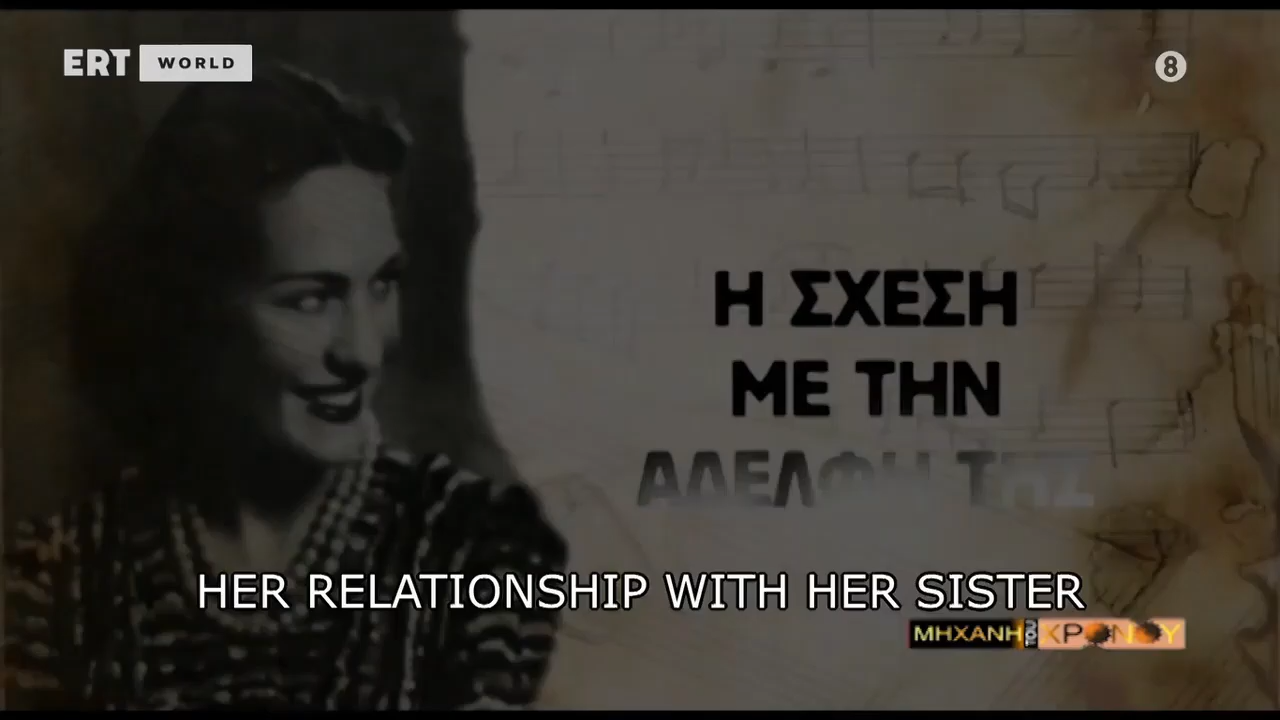 ERT WORLD
8
Η ΣΧΕΣΗ
ΜΕ ΤΗΝ
ΑΔΕΛΦΗ ΤΗΣ
HER RELATIONSHIP WITH HER SISTER
ΜΗΧΑΝΗ ΤΟΥ ΧΡΟΝΟΥ